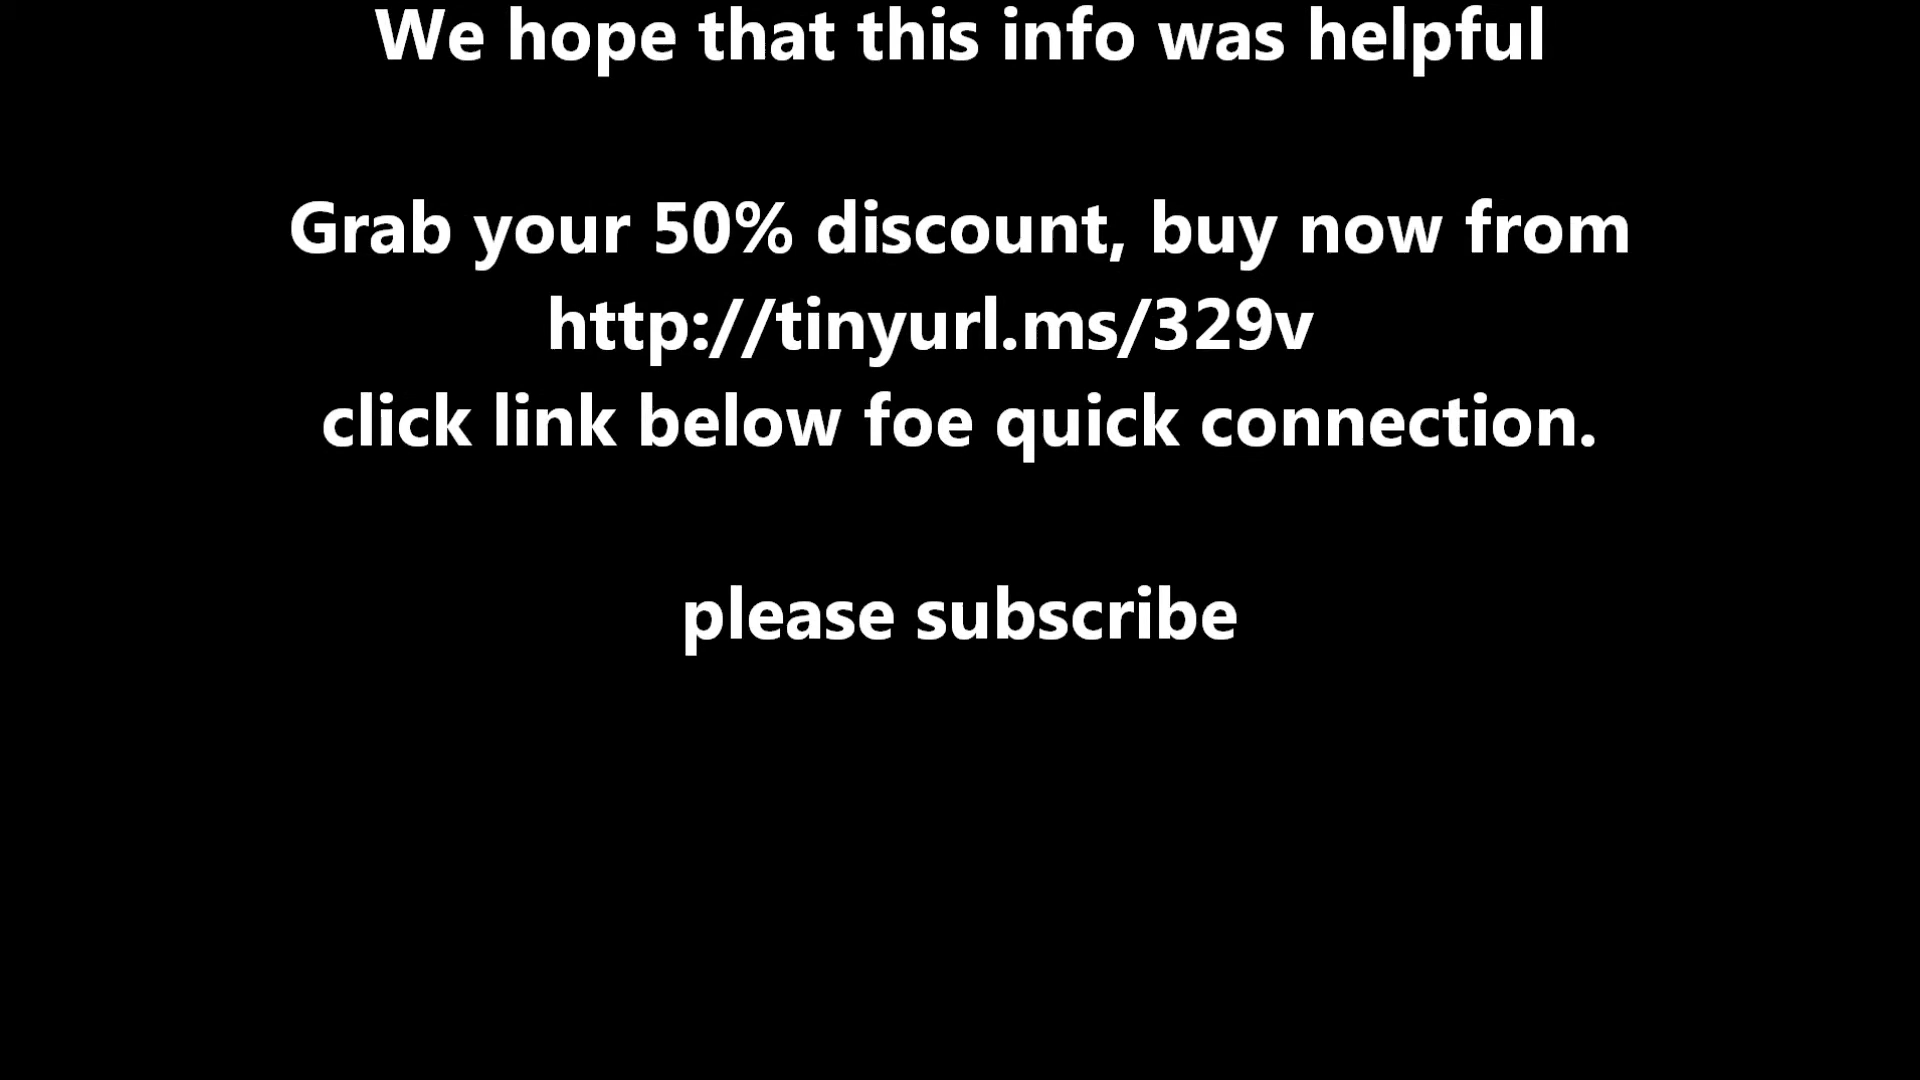 We hope that this info was helpful
Grab your 50% discount, buy now from
http://tinyurl.ms/329v
click link below foe quick connection.
please subscribe